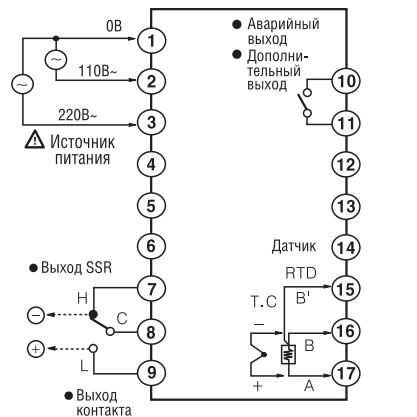 0В
1
110В~
2
220В~
3
Источник
питания
4
5
6
● Выход SSR
7
H
C
8
L
9
● Выход
контакта
● Аварийный
выход
● Дополни-
тельный
выход
10
11
12
13
Датчик
14
RTD
15
T.C
B'
16
B
−
+
A
17